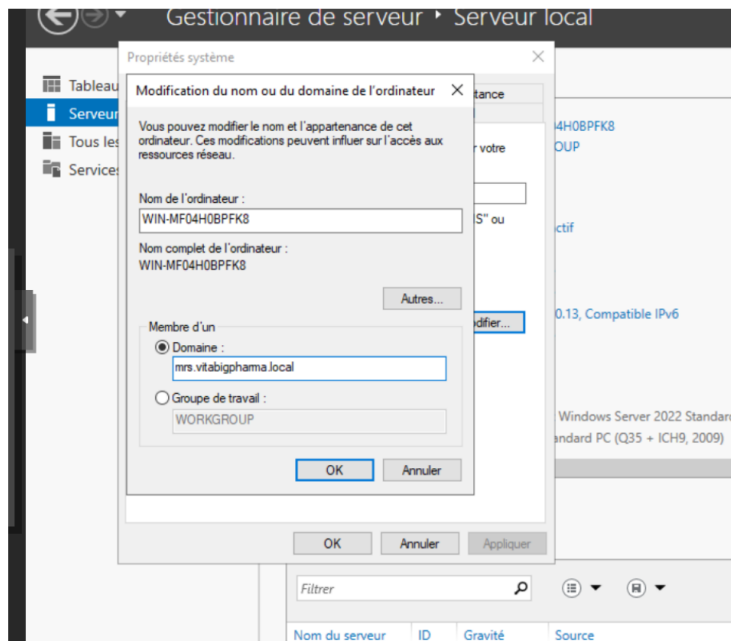 Gestionnaire de serveur ‣ Serveur local
Propriétés système
Tableau
Serveur
Tous les
Service
Modification du nom ou du domaine de l'ordinateur
tance
Vous pouvez modifier le nom et l'appartenance de cet
ordinateur. Ces modifications peuvent influer sur l'accès aux
ressources réseau.
r votre
04H0BPFK8
OUP
Nom de l'ordinateur :
WIN-MF04H0BPFK8
S" ou
ctif
Nom complet de l'ordinateur :
WIN-MF04H0BPFK8
Autres...
difier...
0.13, Compatible IPv6
Membre d'un
Domaine :
mrs.vitabigpharma.local
Groupe de travail :
WORKGROUP
Windows Server 2022 Standar
andard PC (Q35 + ICH9, 2009)
OK Annuler
OK Annuler Appliquer
Filtrer
Nom du serveur ID Gravité Source